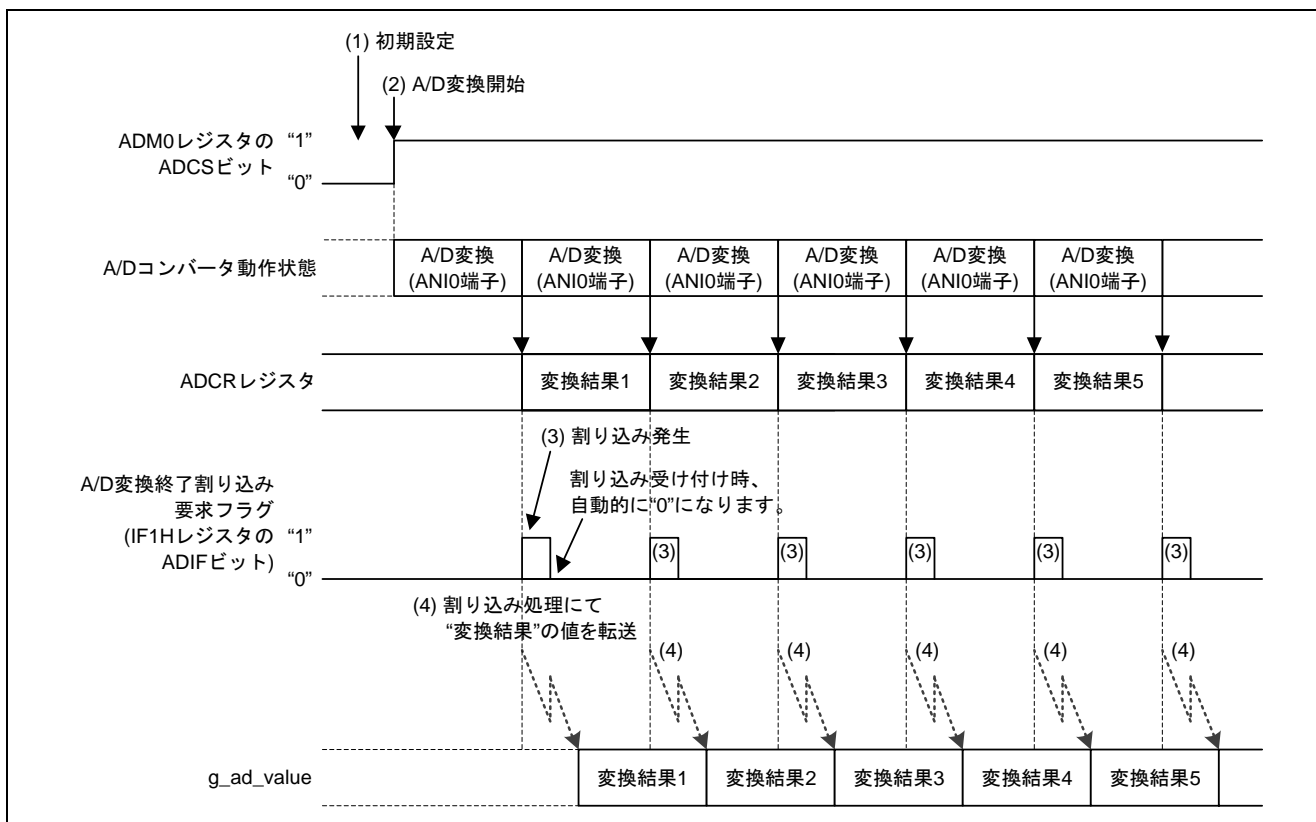 (1) 初期設定
(2) A/D変換開始
ADM0レジスタの “1”
ADCSビット
“0”
A/Dコンバータ動作状態
A/D変換 A/D変換 A/D変換 A/D変換 A/D変換 A/D変換
(ANI0端子) (ANI0端子) (ANI0端子) (ANI0端子) (ANI0端子) (ANI0端子)
ADCRレジスタ
変換結果1 変換結果2 変換結果3 変換結果4 変換結果5
(3) 割り込み発生
割り込み受け付け時、
自動的に“0”になります。
A/D変換終了割り込み
要求フラグ
(IF1Hレジスタの “1”
ADIFビット)
“0”
(3) (3) (3) (3) (3)
(4) 割り込み処理にて
“変換結果”の値を転送
(4) (4) (4) (4) (4)
g_ad_value
変換結果1 変換結果2 変換結果3 変換結果4 変換結果5